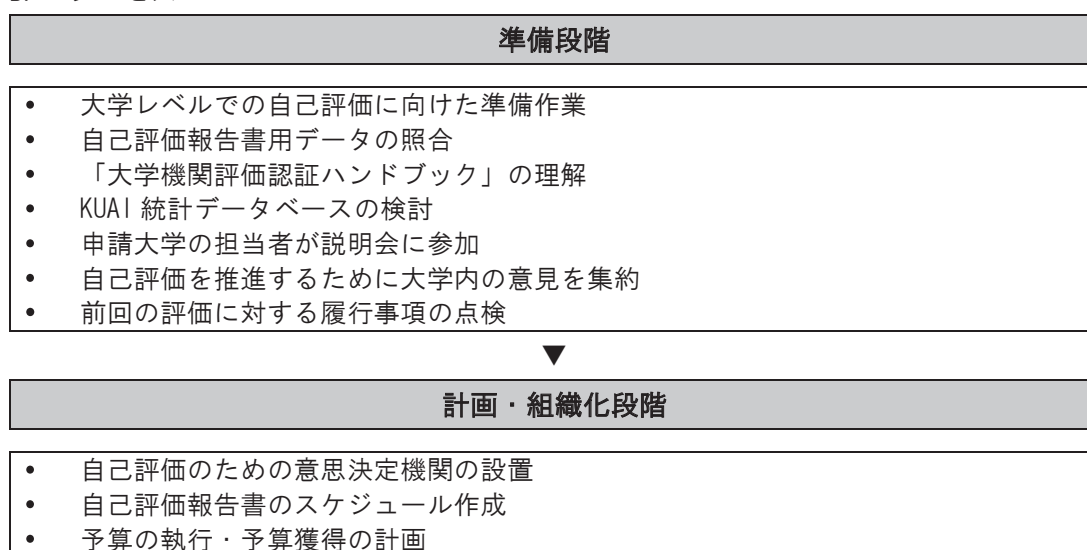 準備段階
• 大学レベルでの自己評価に向けた準備作業
• 自己評価報告書用データの照合
• 「大学機関評価認証ハンドブック」の理解
• KUAI 統計データベースの検討
• 申請大学の担当者が説明会に参加
• 自己評価を推進するために大学内の意見を集約
• 前回の評価に対する履行事項の点検
▼
計画・組織化段階
• 自己評価のための意思決定機関の設置
• 自己評価報告書のスケジュール作成
• 予算の執行・予算獲得の計画